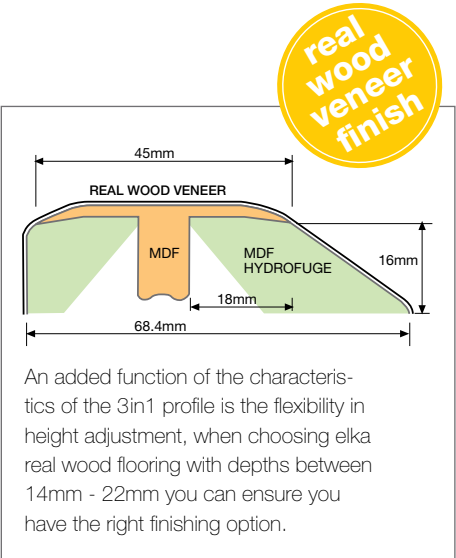 real
wood
veneer
finish
45mm
REAL WOOD VENEER
MDF
MDF
HYDROFUGE
16mm
18mm
68.4mm
An added function of the characteris-
tics of the 3in1 profile is the flexibility in
height adjustment, when choosing elka
real wood flooring with depths between
14mm - 22mm you can ensure you
have the right finishing option.